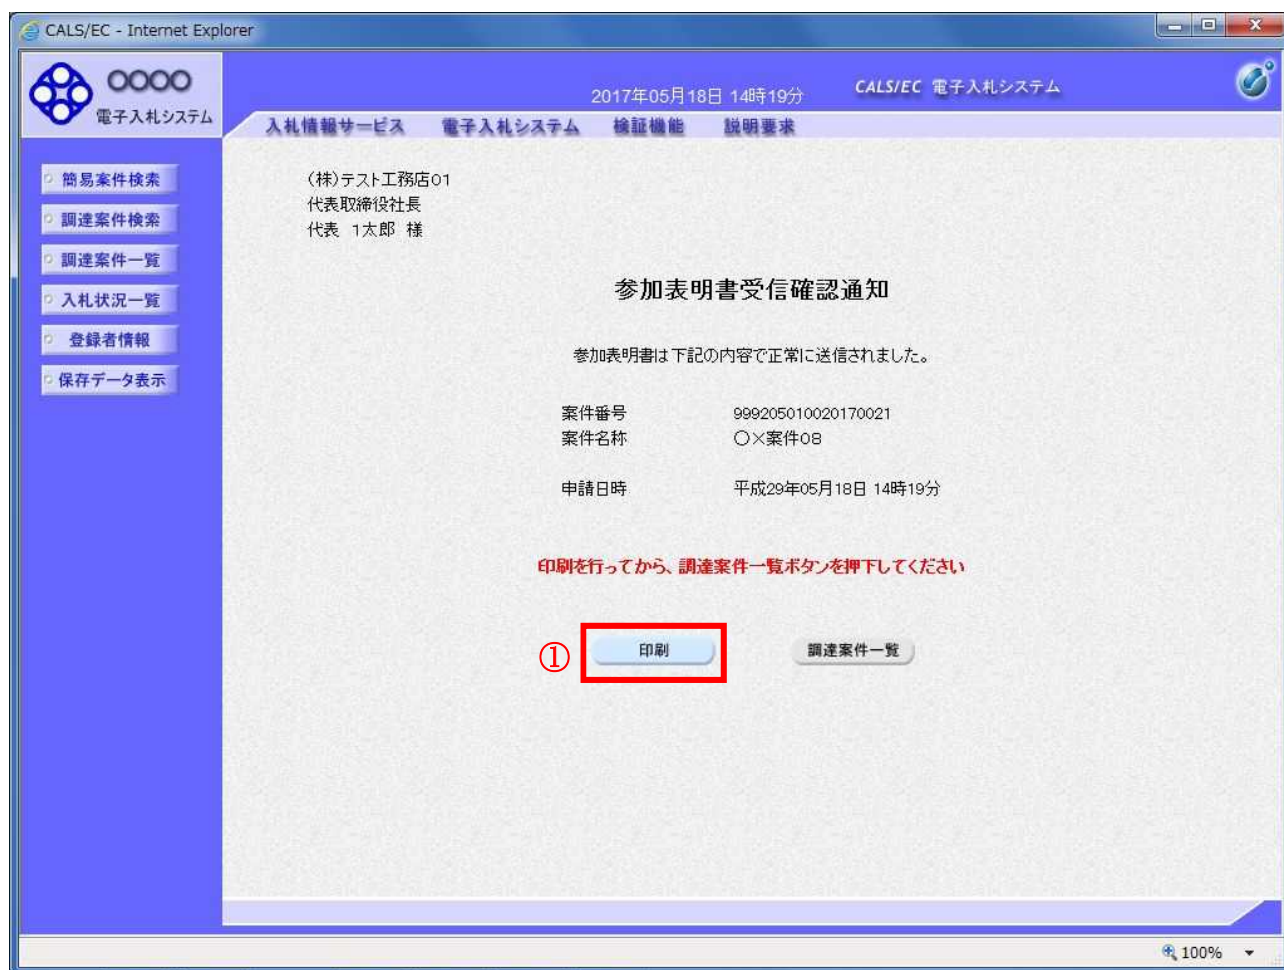 CALS/EC - Internet Explorer
〇〇〇〇
電子入札システム
2017年05月18日 14時19分
CALS/EC 電子入札システム
入札情報サービス 電子入札システム 検証機能 説明要求
簡易案件検索
調達案件検索
調達案件一覧
入札状況一覧
登録者情報
保存データ表示
(株)テスト工務店01
代表取締役社長
代表 1太郎 様
参加表明書受信確認通知
参加表明書は下記の内容で正常に送信されました。
案件番号 999205010020170021
案件名称 〇×案件08
申請日時 平成29年05月18日 14時19分
印刷を行ってから、調達案件一覧ボタンを押下してください
① 印刷 調達案件一覧
100%